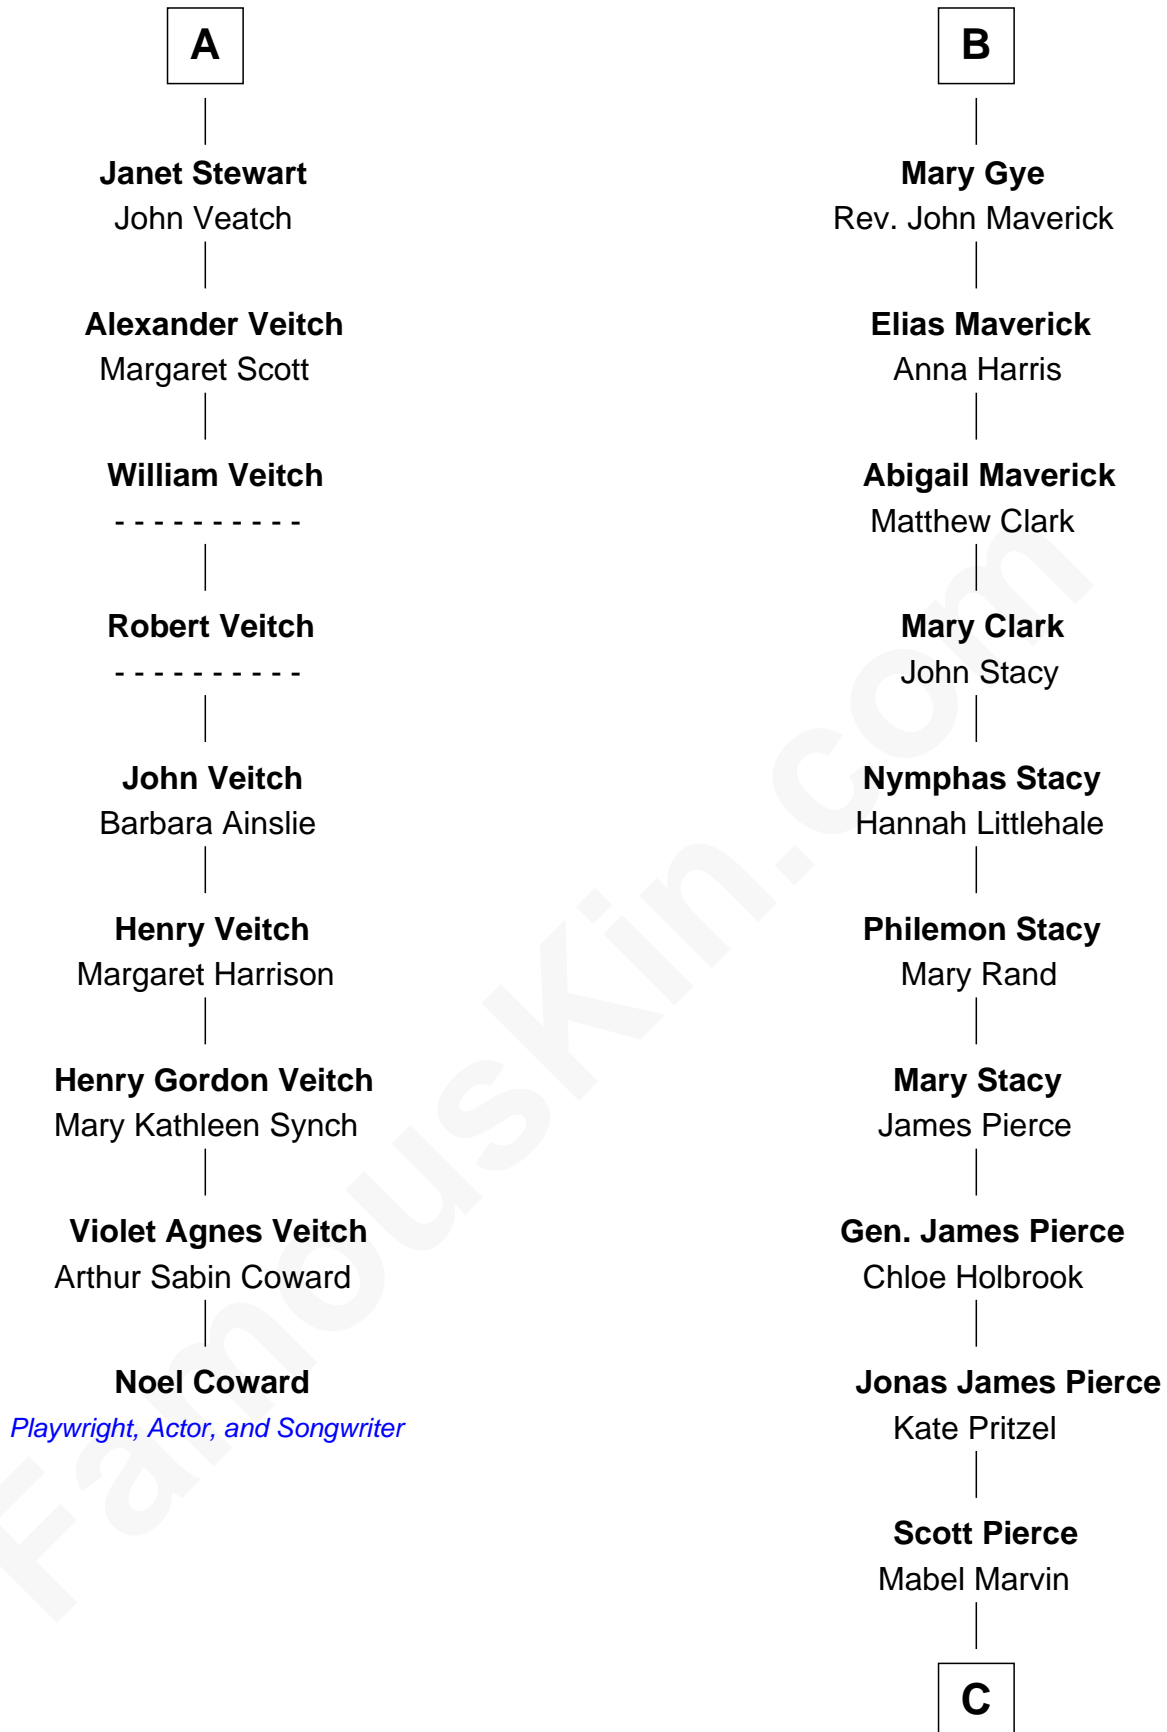 A
Janet Stewart
John Veatch
Alexander Veitch
Margaret Scott
William Veitch
- - - - - - - - - -
Robert Veitch
- - - - - - - - - -
John Veitch
Barbara Ainslie
Henry Veitch
Margaret Harrison
Henry Gordon Veitch
Mary Kathleen Synch
Violet Agnes Veitch
Arthur Sabin Coward
Noel Coward
Playwright, Actor, and Songwriter
B
Mary Gye
Rev. John Maverick
Elias Maverick
Anna Harris
Abigail Maverick
Matthew Clark
Mary Clark
John Stacy
Nymphas Stacy
Hannah Littlehale
Philemon Stacy
Mary Rand
Mary Stacy
James Pierce
Gen. James Pierce
Chloe Holbrook
Jonas James Pierce
Kate Pritzel
Scott Pierce
Mabel Marvin
C
FamousKin.com